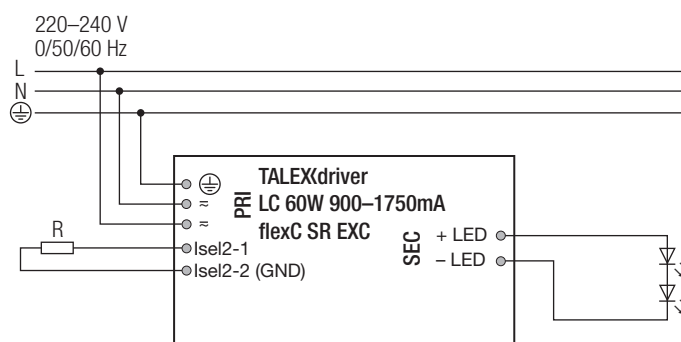 220–240 V
0/50/60 Hz
L
N
TALEXXdriver
LC 60W 900–1750mA
flexC SR EXC
PRI
≂
≂
Isel2-1
Isel2-2 (GND)
R
SEC
+ LED
– LED